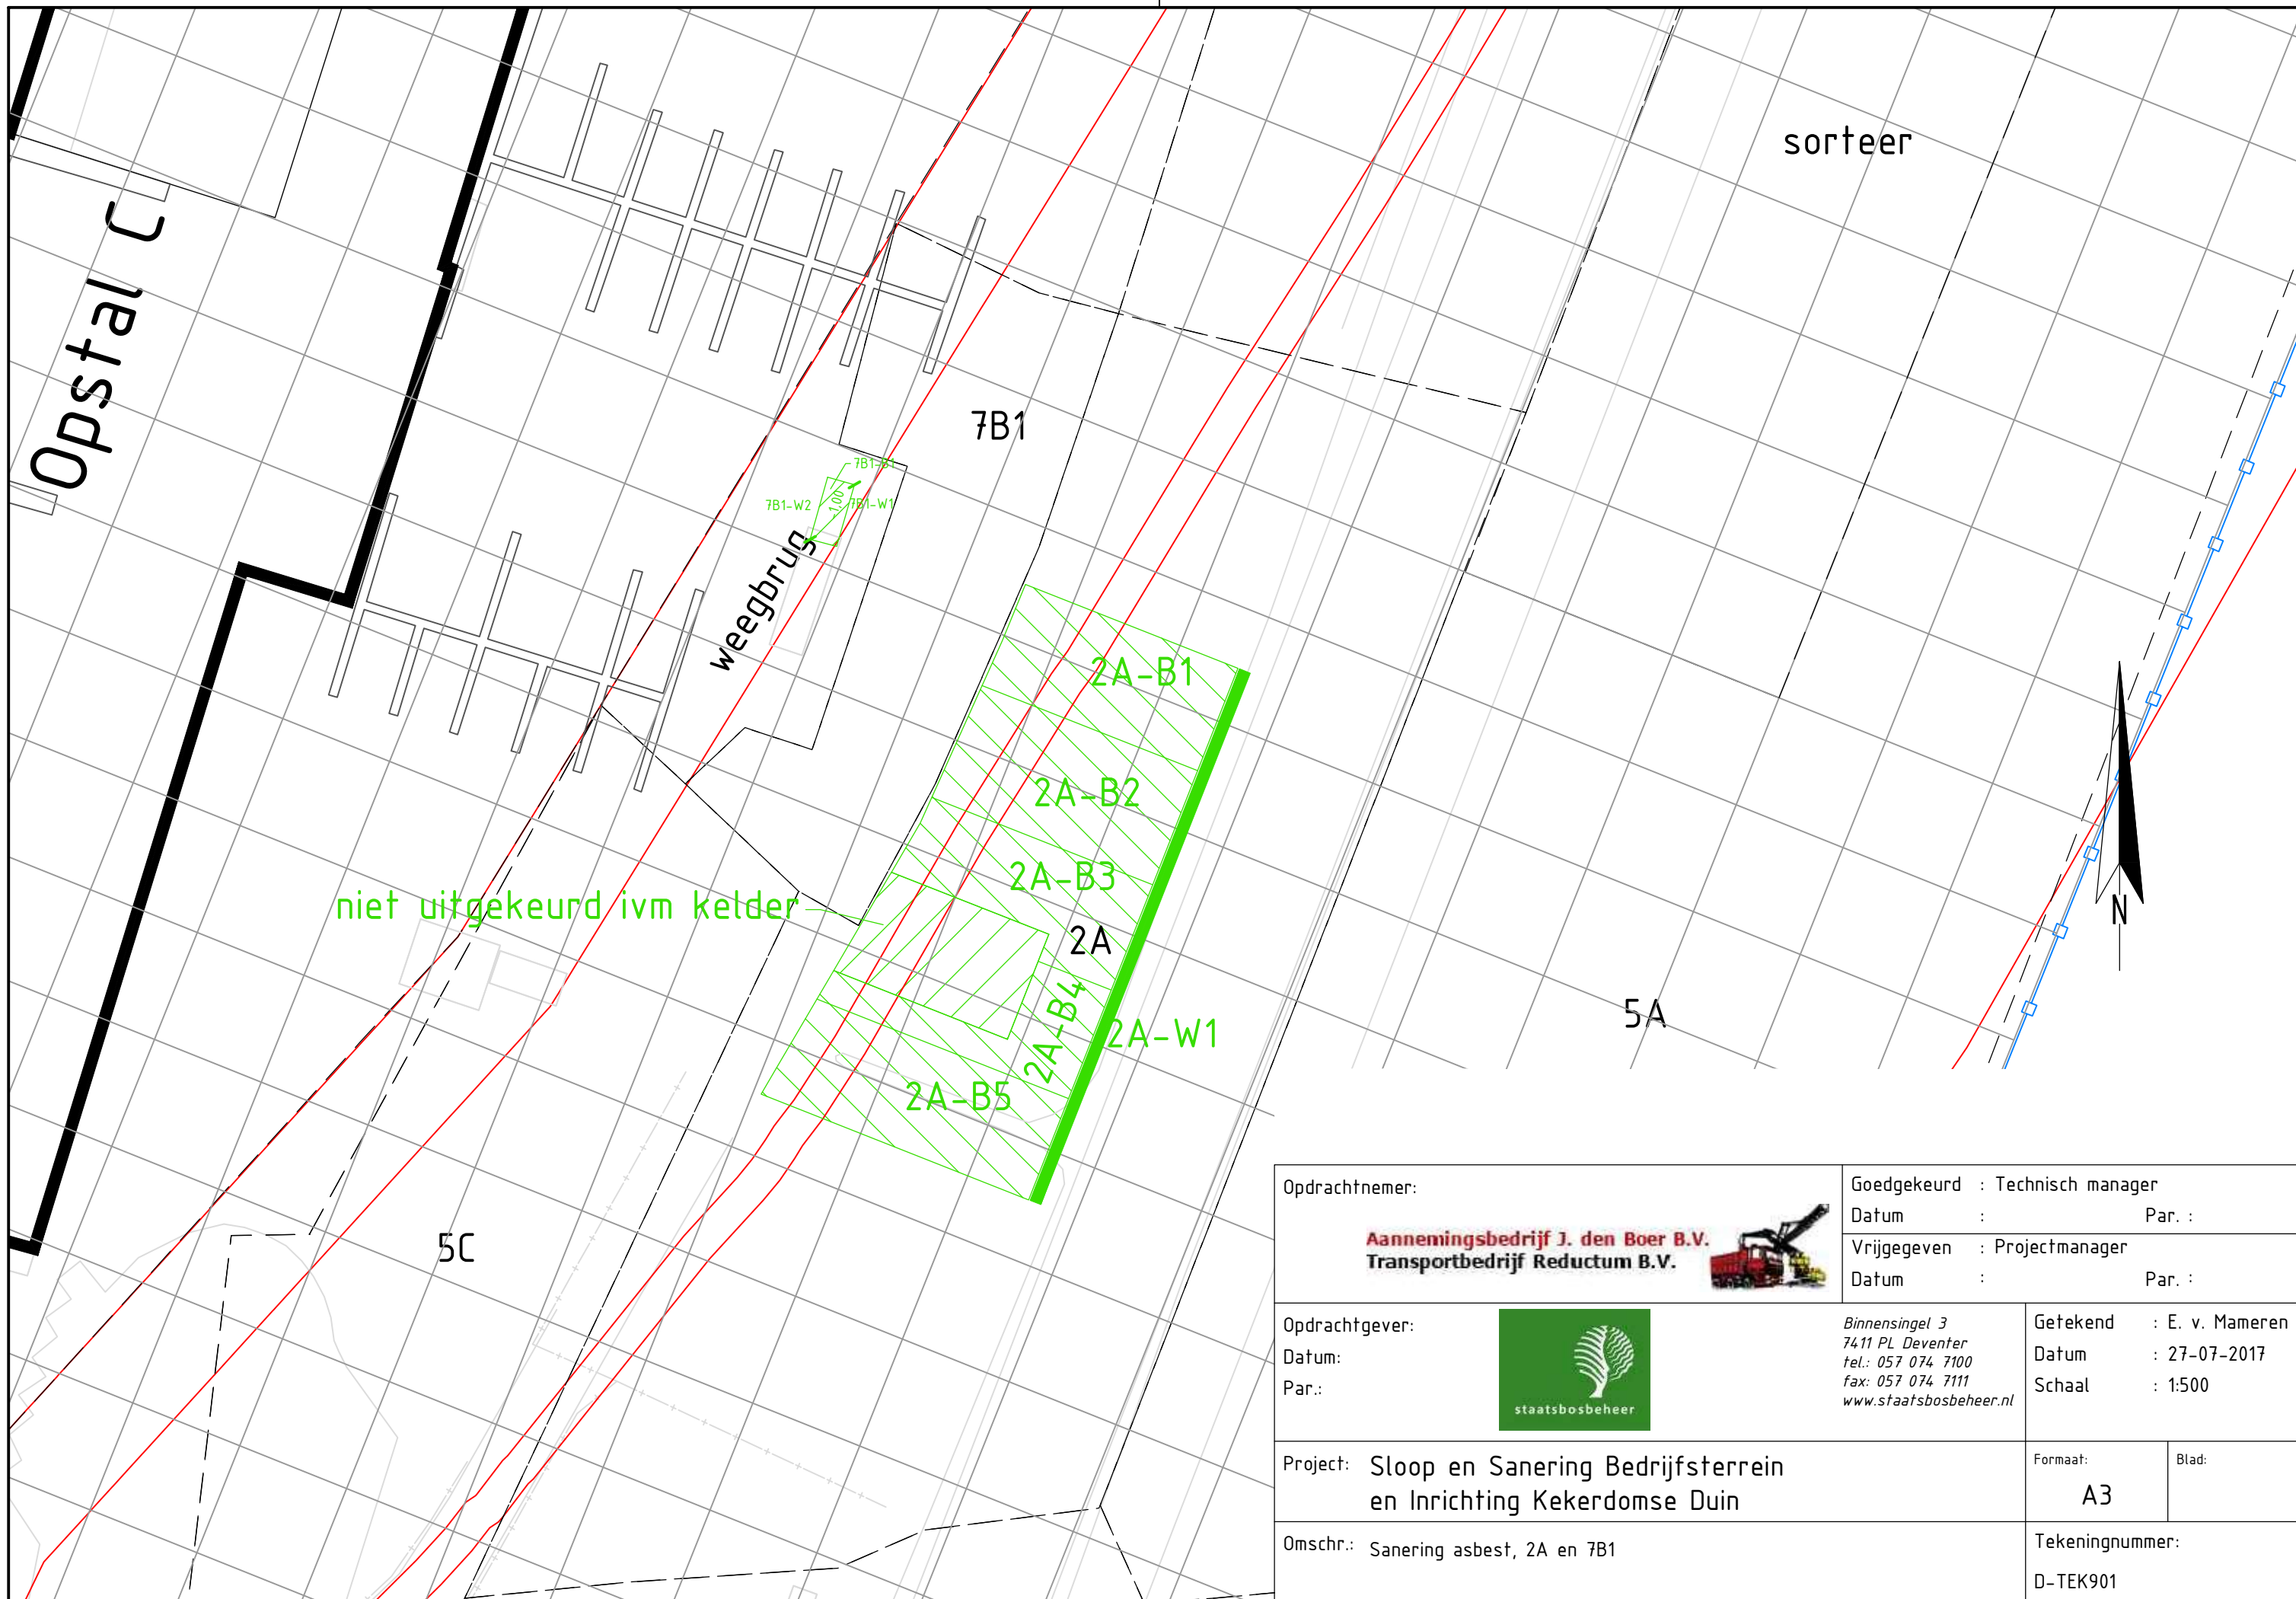 sorteer
Opstal C
7B1
7B1-B1
7B1-W2
-1.00
7B1-W1
weegbrug
2A-B1
2A-B2
2A-B3
niet uitgekeurd ivm kelder
2A
2A-B4
2A-W1
2A-B5
5A
5C
N
Opdrachtnemer:
Aannemingsbedrijf J. den Boer B.V.
Transportbedrijf Reductum B.V.
Goedgekeurd : Technisch manager
Datum : Par. :
Vrijgegeven : Projectmanager
Datum : Par. :
Opdrachtgever:
Datum:
Par.:
staatsbosbeheer
Binnensingel 3
7411 PL Deventer
tel.: 057 074 7100
fax: 057 074 7111
www.staatsbosbeheer.nl
Getekend : E. v. Mameren
Datum : 27-07-2017
Schaal : 1:500
Project: Sloop en Sanering Bedrijfsterrein
en Inrichting Kekerdomse Duin
Formaat:
A3
Blad:
Omschr.: Sanering asbest, 2A en 7B1
Tekeningnummer:
D-TEK901